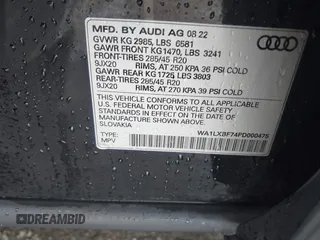 MFD. BY AUDI AG 08 22
GVWR KG 2985, LBS 6581
GAWR FRONT KG1470, LBS 3241
FRONT-TIRES 285/45 R20
9JX20 RIMS, AT 250 KPA 36 PSI COLD
GAWR REAR KG 1725 LBS 3803
REAR-TIRES 285/45 R20
9JX20 RIMS, AT 270 KPA 39 PSI COLD
THIS VEHICLE CONFORMS TO ALL APPLICABLE
U.S. FEDERAL MOTOR VEHICLE SAFETY
STANDARDS IN EFFECT ON THE DATE OF
MANUFACTURE SHOWN ABOVE.
SLOVAKIA
TYPE: WA1LXBF74PD000475
MPV
DREAMBID